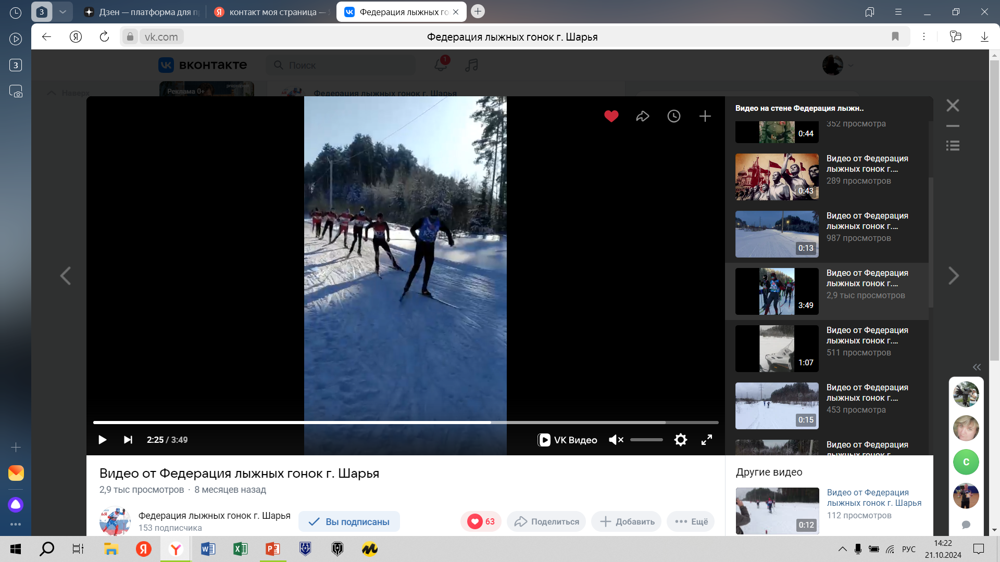 3
Дзен — платформа для п
Я
контакт моя страница —
Федерация лыжных го
Я
vk.com
Федерация лыжных гонок г. Шарья
3
вконтакте
Поиск
1
Наверх
Реклама 0+
Федерация лыжных гонок г. Шарья
Видео на стене Федерация лыжн..
352 просмотра
0:44
Видео от Федерация
лыжных гонок г....
289 просмотров
0:43
Видео от Федерация
лыжных гонок г....
987 просмотров
0:13
Видео от Федерация
лыжных гонок г....
2,9 тыс просмотров
3:49
Видео от Федерация
лыжных гонок г....
511 просмотров
1:07
Видео от Федерация
лыжных гонок г....
453 просмотра
0:15
Видео от Федерация
лыжных гонок г.
2:25 / 3:49
VK Видео
Видео от Федерация лыжных гонок г. Шарья
2,9 тыс просмотров · 8 месяцев назад
Федерация лыжных гонок г. Шарья
153 подписчика
Вы подписаны
63
Поделиться
Добавить
Ещё
Другие видео
Видео от Федерация
лыжных гонок г. Шарья
112 просмотров
0:12
С
РУС
14:22
21.10.2024